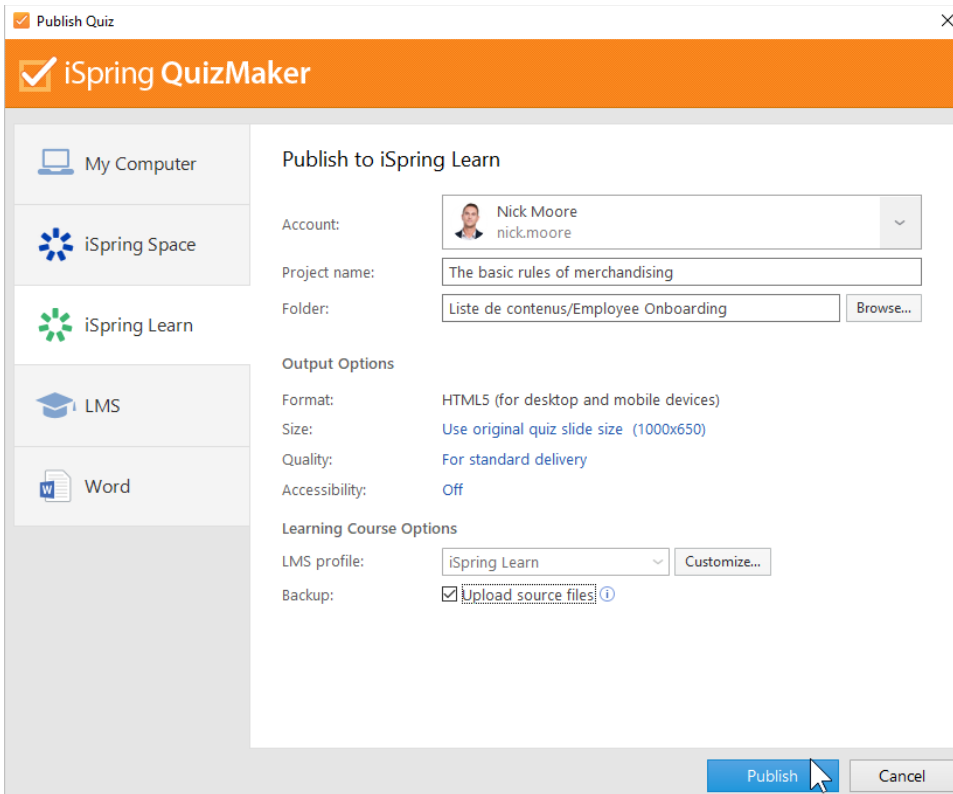 Publish Quiz
iSpring QuizMaker
My Computer
iSpring Space
iSpring Learn
LMS
W
Word
Publish to iSpring Learn
Account:
Nick Moore
nick.moore
Project name:
The basic rules of merchandising
Folder:
Liste de contenus/Employee Onboarding
Browse...
Output Options
Format:
HTML5 (for desktop and mobile devices)
Size:
Use original quiz slide size (1000x650)
Quality:
For standard delivery
Accessibility:
Off
Learning Course Options
LMS profile:
iSpring Learn
Customize...
Backup:
Upload source files
Publish
Cancel